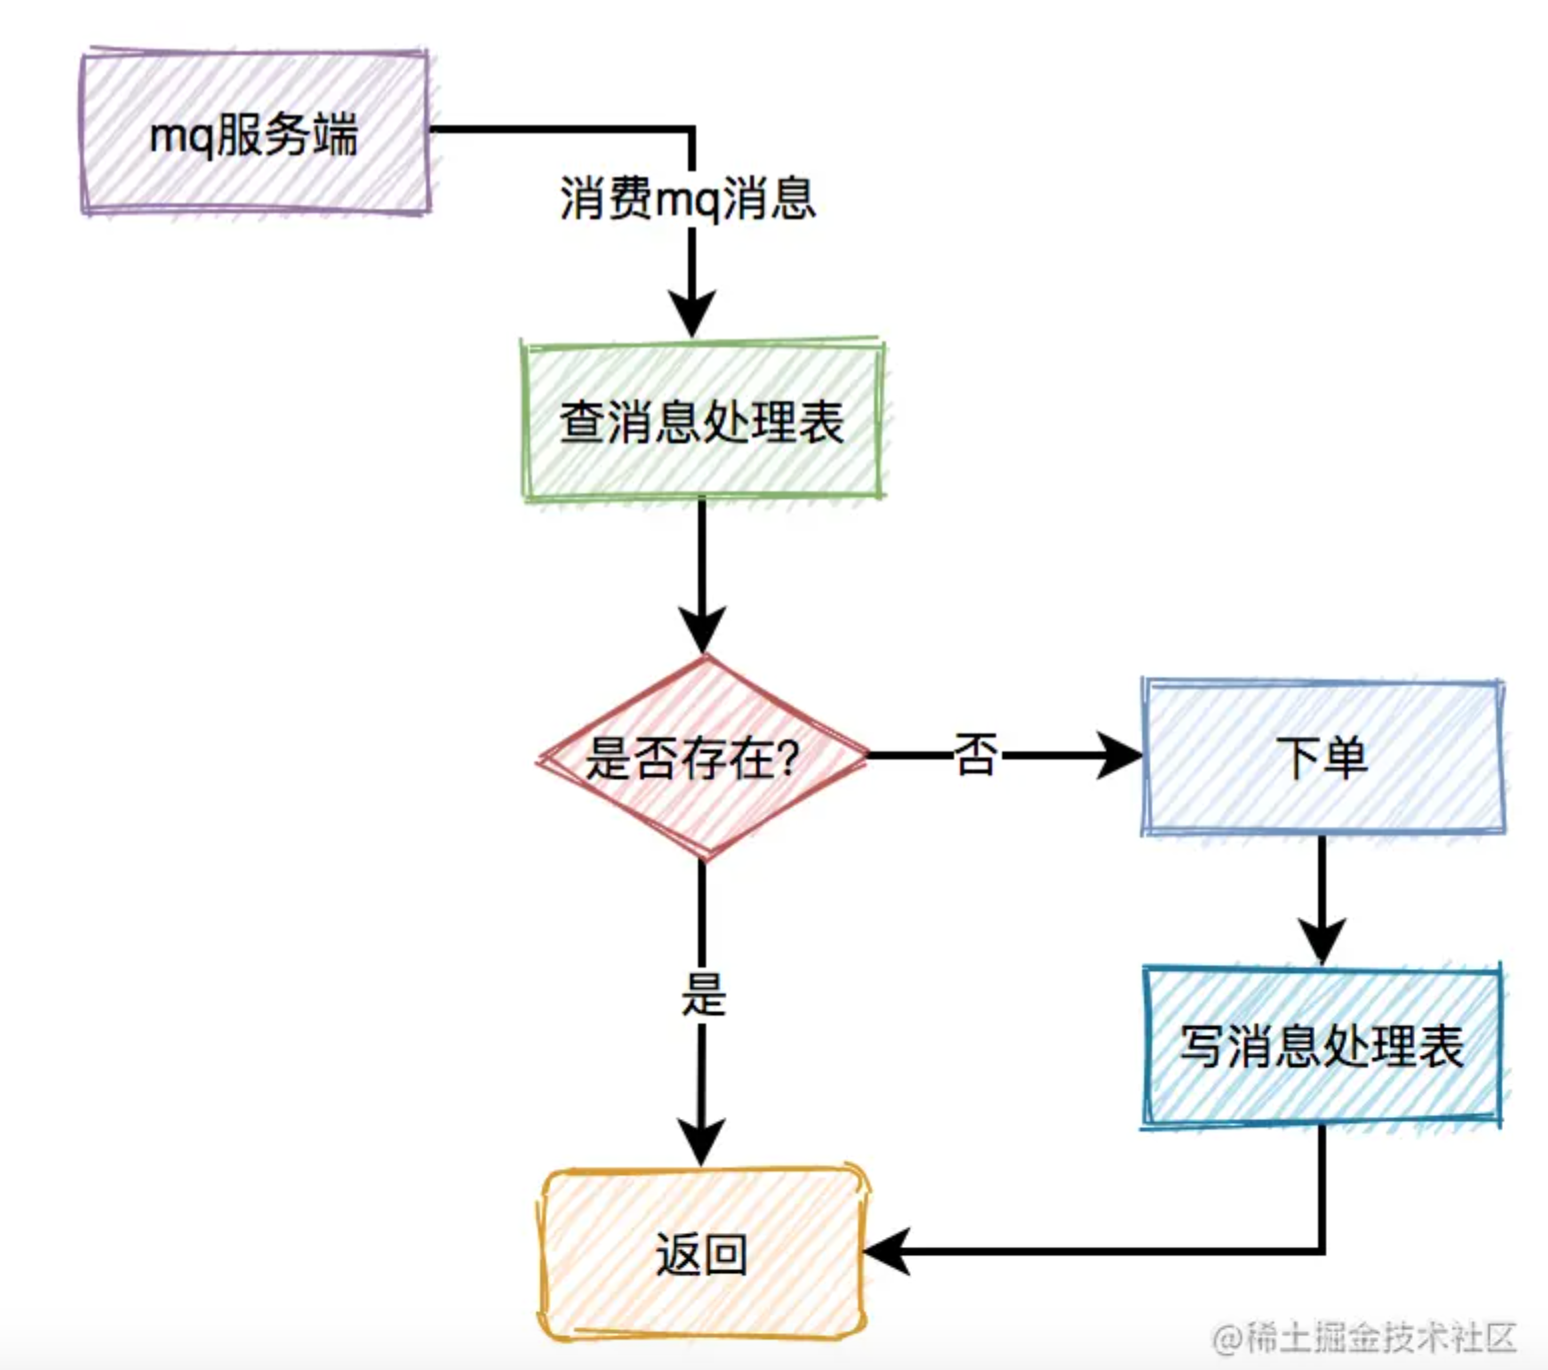 mq服务端
消费mq消息
查消息处理表
是否存在?
否
下单
是
写消息处理表
返回
@稀土掘金技术社区